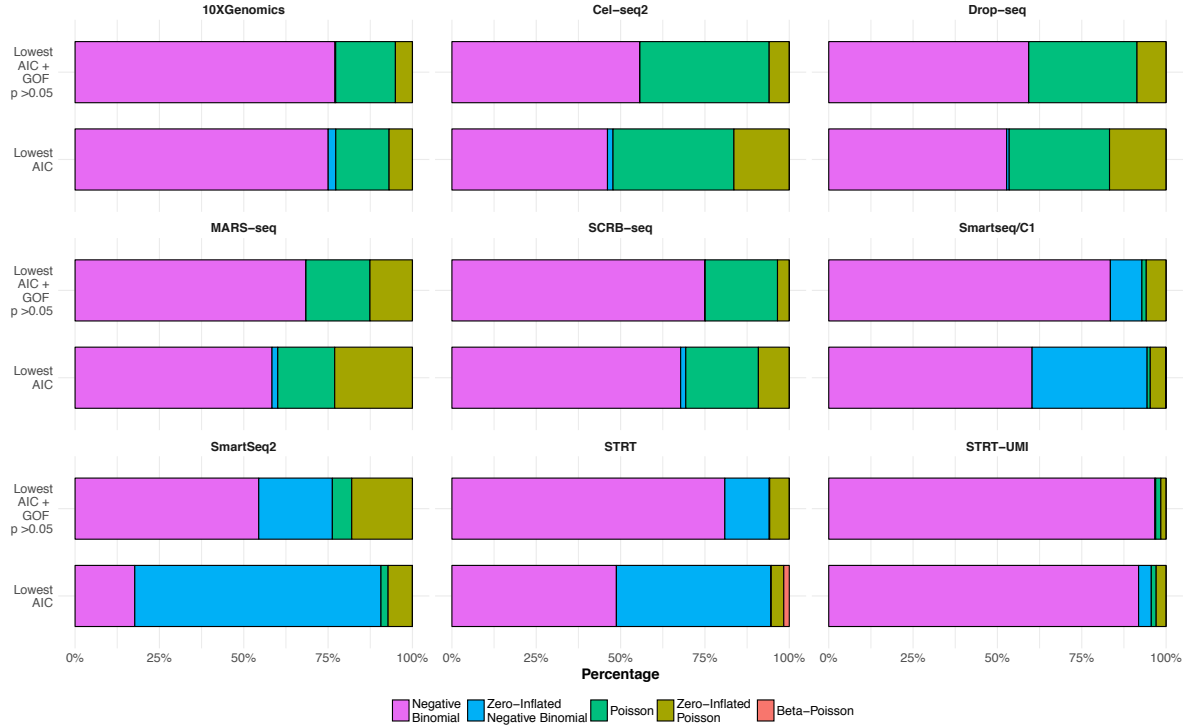 10XGenomics
Cel−seq2
Drop−seq
Lowest
AIC +
GOF
p >0.05
Lowest
AIC
MARS−seq
SCRB−seq
Smartseq/C1
Lowest
AIC +
GOF
p >0.05
Lowest
AIC
SmartSeq2
STRT
STRT−UMI
Lowest
AIC +
GOF
p >0.05
Lowest
AIC
0% 25% 50% 75% 100% 0% 25% 50% 75% 100% 0% 25% 50% 75% 100%
Percentage
Negative
Binomial
Zero−Inflated
Negative Binomial
Poisson
Zero−Inflated
Poisson
Beta−Poisson